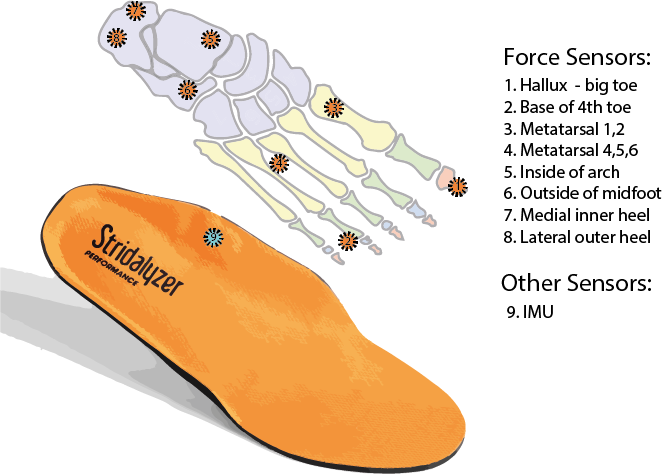 7
8
5
6
3
4
1
2
9
Stridalyzer
PERFORMANCE
Force Sensors:
1. Hallux - big toe
2. Base of 4th toe
3. Metatarsal 1,2
4. Metatarsal 4,5,6
5. Inside of arch
6. Outside of midfoot
7. Medial inner heel
8. Lateral outer heel
Other Sensors:
9. IMU